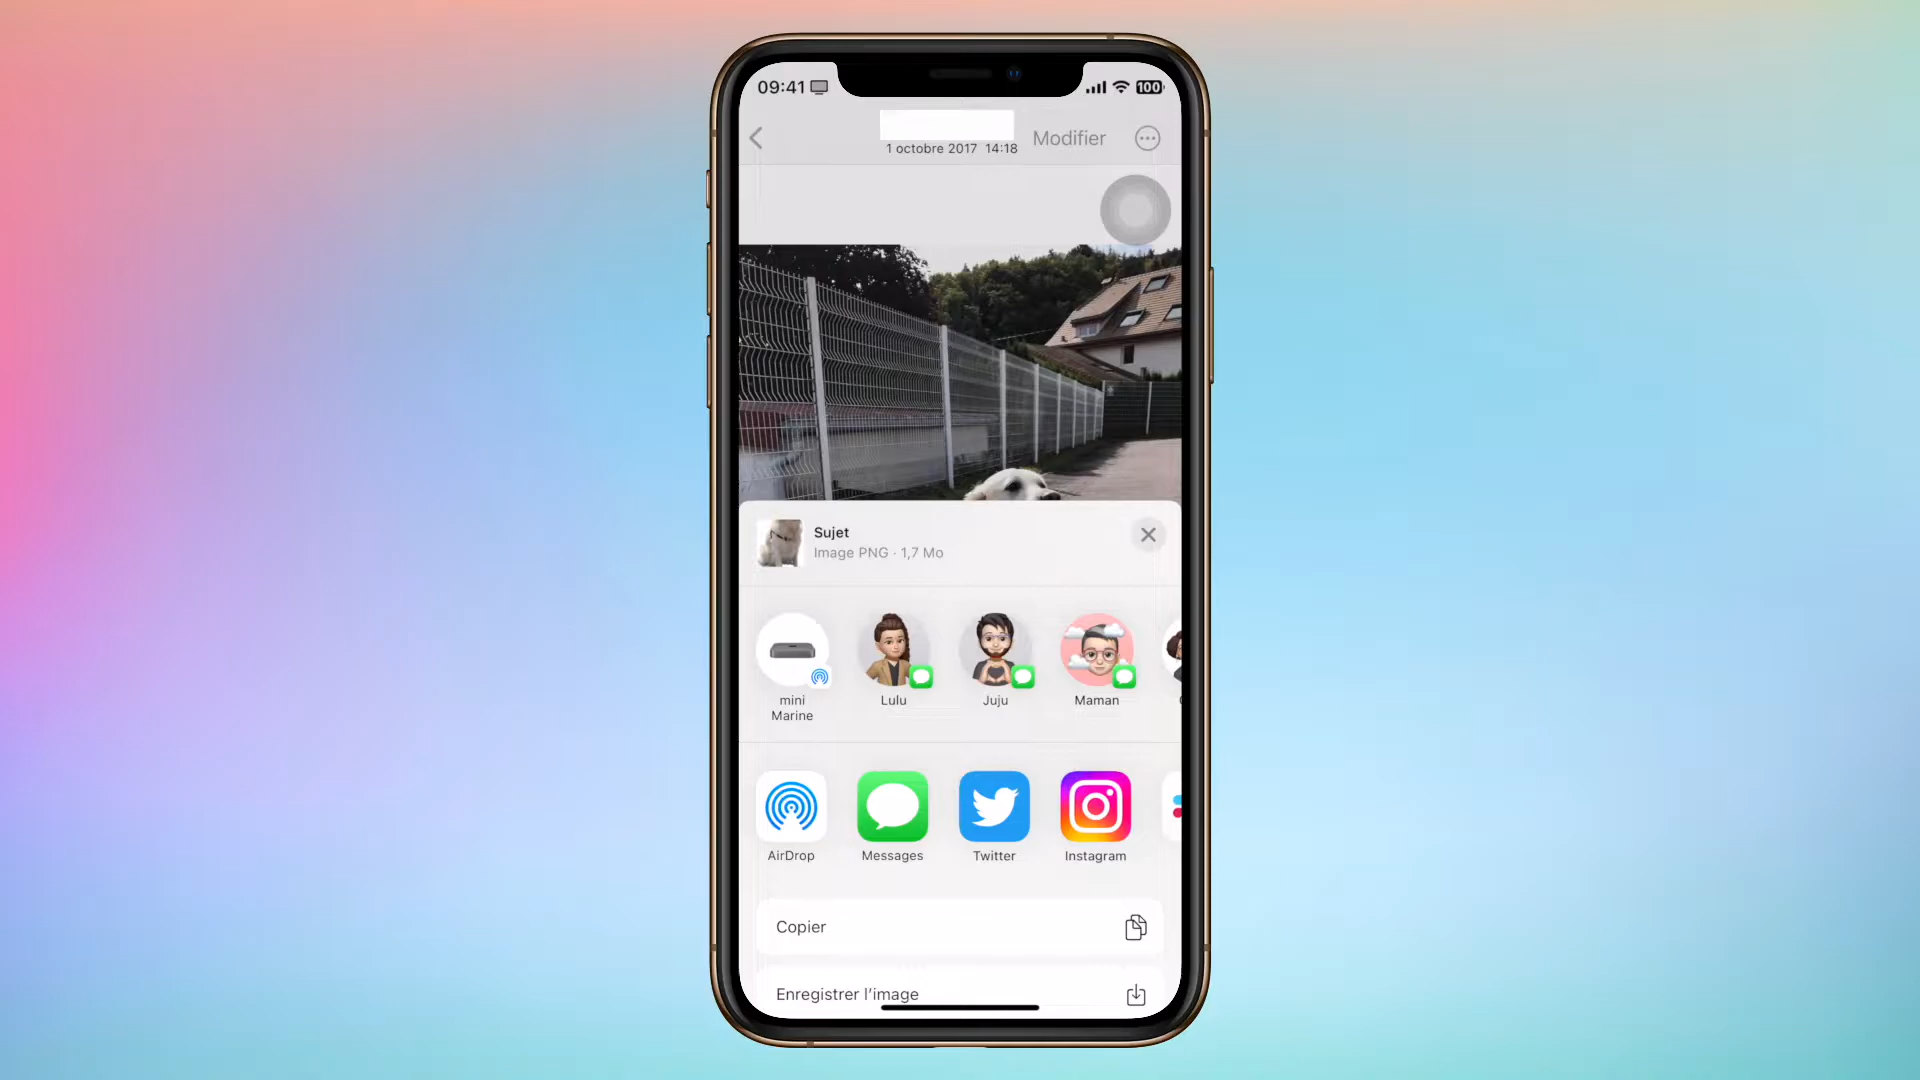 09:41
100
1 octobre 2017 14:18
Modifier
Sujet
Image PNG · 1,7 Mo
mini
Marine
Lulu
Juju
Maman
AirDrop
Messages
Twitter
Instagram
Copier
Enregistrer l’image